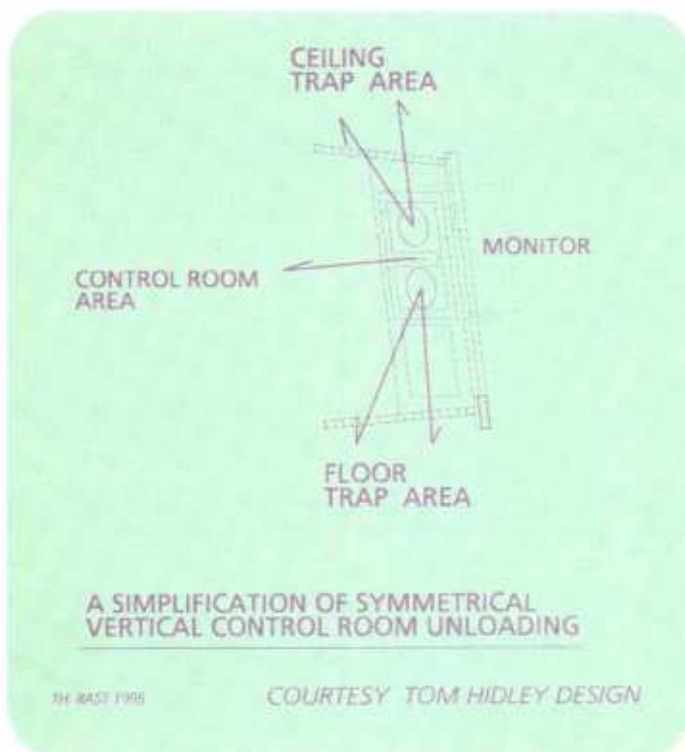 CEILING
TRAP AREA
MONITOR
CONTROL ROOM
AREA
FLOOR
TRAP AREA
A SIMPLIFICATION OF SYMMETRICAL
VERTICAL CONTROL ROOM UNLOADING
1995
COURTESY TOM HIDLEY DESIGN